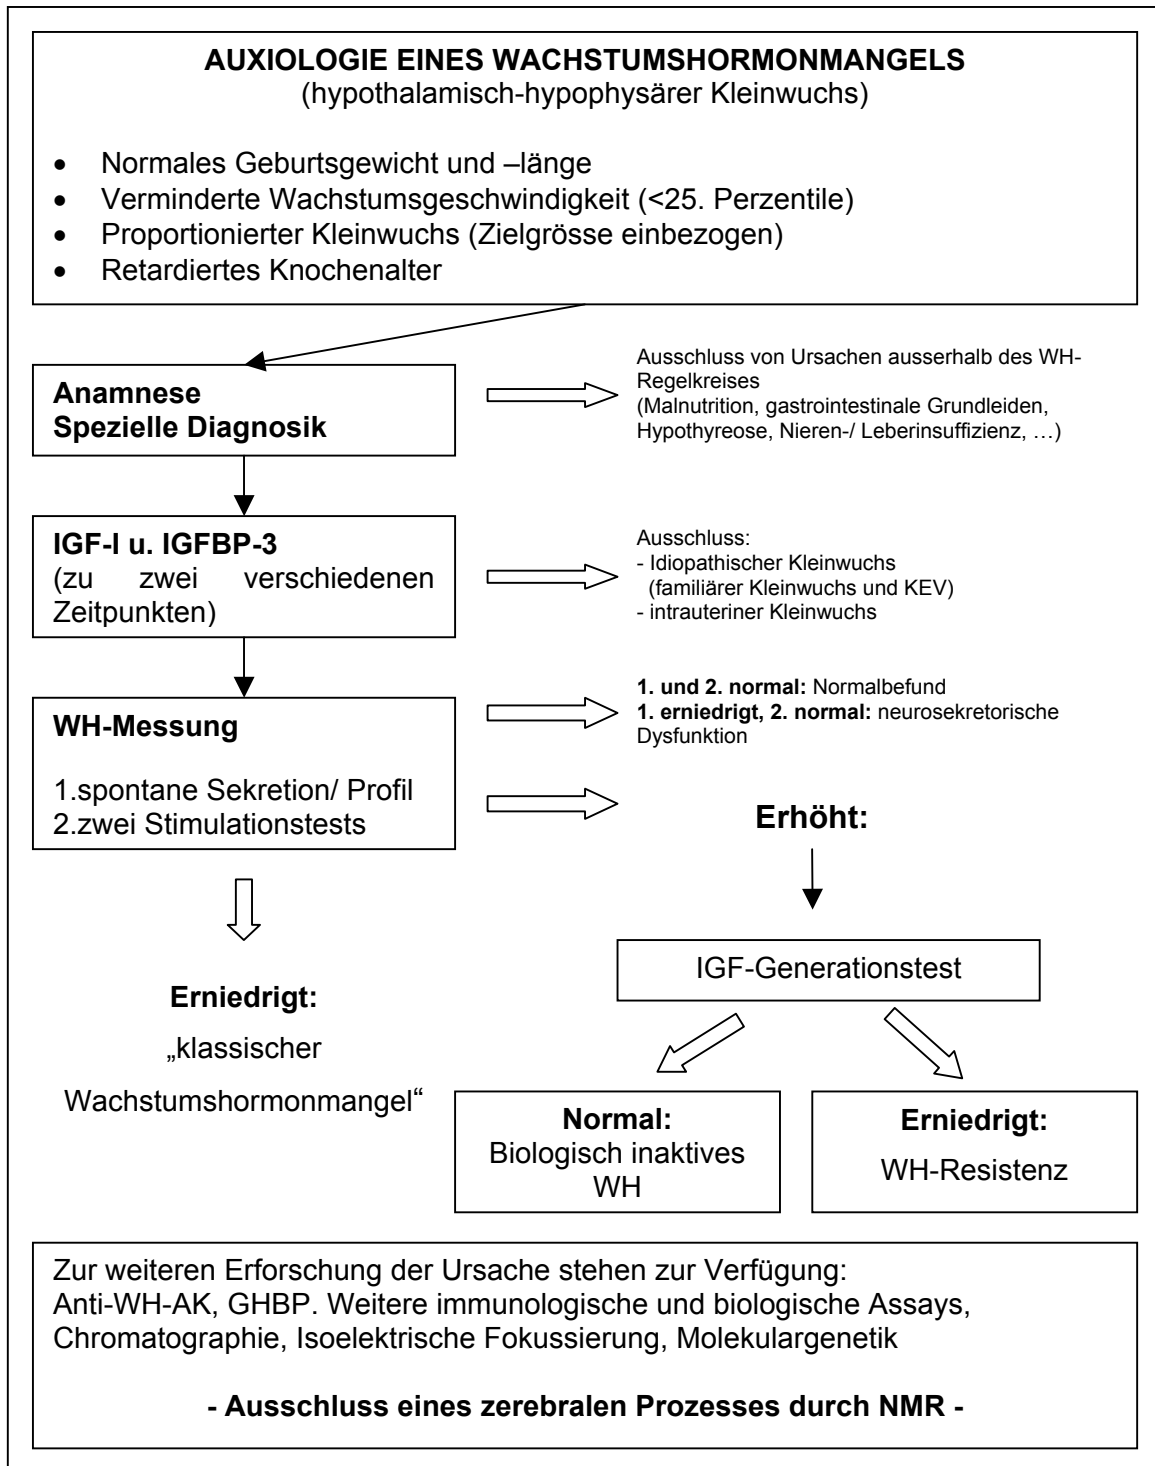 AUXIOLOGIE EINES WACHSTUMSHORMONMANGELS
(hypothalamisch-hypophysärer Kleinwuchs)
• Normales Geburtsgewicht und –länge
• Verminderte Wachstumsgeschwindigkeit (<25. Perzentile)
• Proportionierter Kleinwuchs (Zielgrösse einbezogen)
• Retardiertes Knochenalter
Anamnese
Spezielle Diagnosik
Ausschluss von Ursachen ausserhalb des WH-
Regelkreises
(Malnutrition, gastrointestinale Grundleiden,
Hypothyreose, Nieren-/ Leberinsuffizienz, …)
IGF-I u. IGFBP-3
(zu zwei verschiedenen
Zeitpunkten)
Ausschluss:
- Idiopathischer Kleinwuchs
(familiärer Kleinwuchs und KEV)
- intrauteriner Kleinwuchs
WH-Messung
1.spontane Sekretion/ Profil
2.zwei Stimulationstests
1. und 2. normal: Normalbefund
1. erniedrigt, 2. normal: neurosekretorische
Dysfunktion
Erhöht:
IGF-Generationstest
Erniedrigt:
„klassischer
Wachstumshormonmangel“
Normal:
Biologisch inaktives
WH
Erniedrigt:
WH-Resistenz
Zur weiteren Erforschung der Ursache stehen zur Verfügung:
Anti-WH-AK, GHBP. Weitere immunologische und biologische Assays,
Chromatographie, Isoelektrische Fokussierung, Molekulargenetik
- Ausschluss eines zerebralen Prozesses durch NMR -